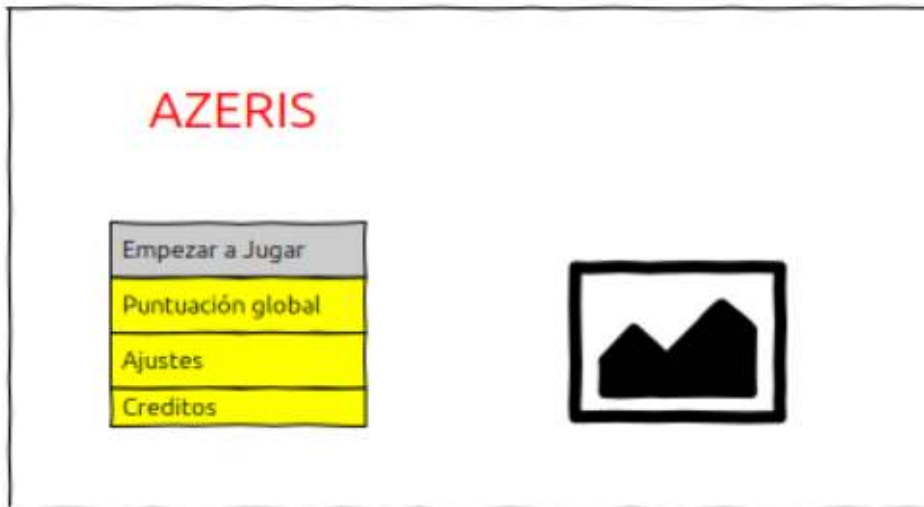 AZERIS
Empezar a Jugar
Puntuación global
Ajustes
Creditos